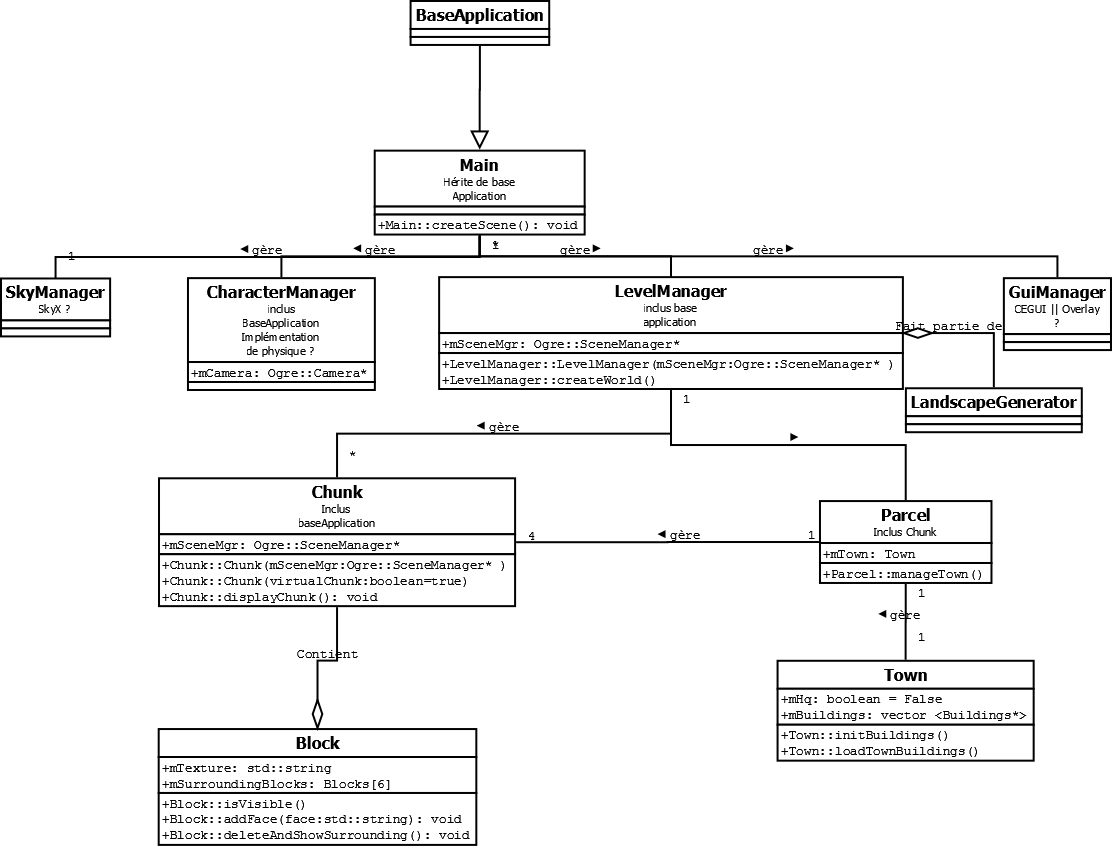 BaseApplication
Main
Hérite de base
Application
+Main::createScene(): void
gère
gère
*
gère
gère
1
SkyManager
SkyX ?
CharacterManager
inclus
BaseApplication
Implémentation
de physique ?
+mCamera: Ogre::Camera*
LevelManager
inclus base
application
+mSceneMgr: Ogre::SceneManager*
+LevelManager::LevelManager(mSceneMgr:Ogre::SceneManager* )
+LevelManager::createWorld()
GuiManager
CEGUI || Overlay
?
Fait partie de
LandscapeGenerator
1
gère
*
Chunk
Inclus
baseApplication
+mSceneMgr: Ogre::SceneManager*
+Chunk::Chunk(mSceneMgr:Ogre::SceneManager* )
+Chunk::Chunk(virtualChunk:boolean=true)
+Chunk::displayChunk(): void
4
gère
1
Parcel
Inclus Chunk
+mTown: Town
+Parcel::manageTown()
1
gère
1
Contient
Town
+mHq: boolean = False
+mBuildings: vector <Buildings*>
+Town::initBuildings()
+Town::loadTownBuildings()
Block
+mTexture: std::string
+mSurroundingBlocks: Blocks[6]
+Block::isVisible()
+Block::addFace(face:std::string): void
+Block::deleteAndShowSurrounding(): void